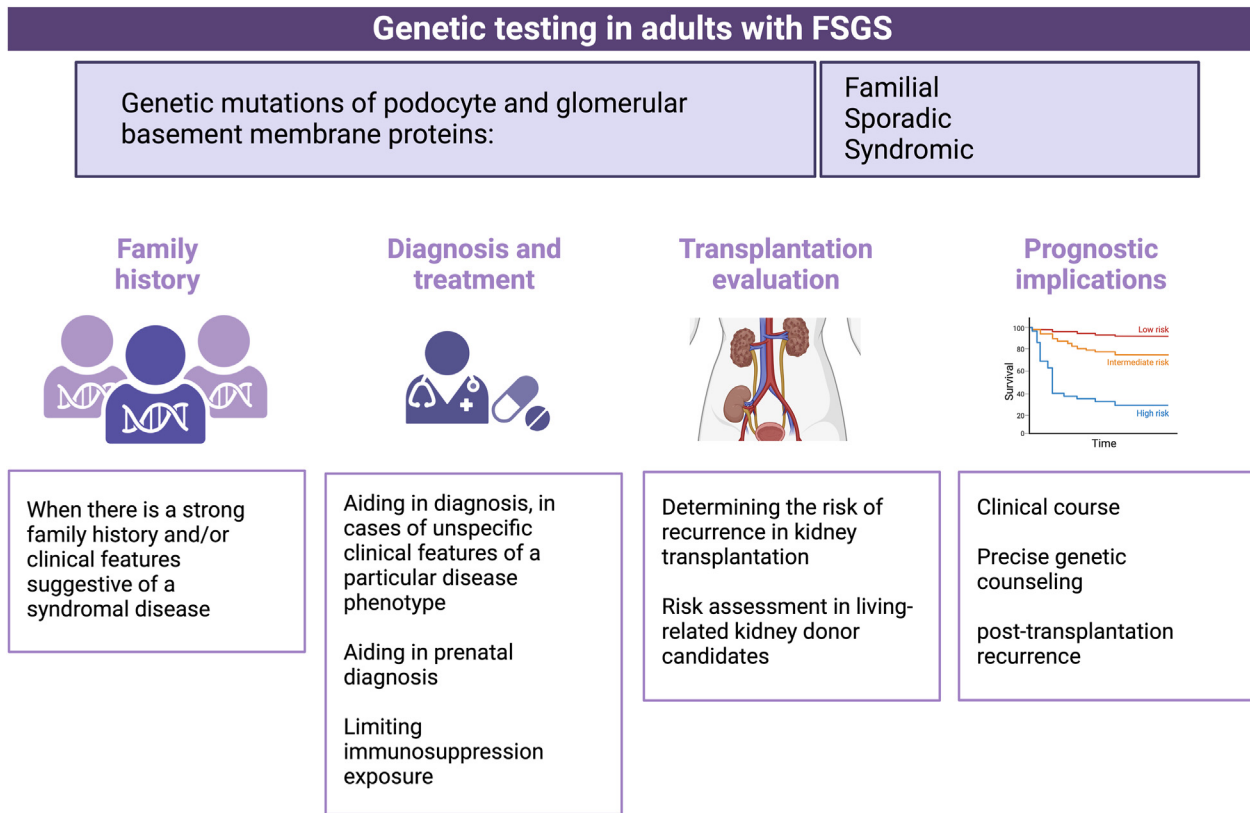 Genetic testing in adults with FSGS
Genetic mutations of podocyte and glomerular
basement membrane proteins:
Familial
Sporadic
Syndromic
Family
history
When there is a strong
family history and/or
clinical features
suggestive of a
syndromal disease
Diagnosis and
treatment
Aiding in diagnosis, in
cases of unspecific
clinical features of a
particular disease
phenotype
Aiding in prenatal
diagnosis
Limiting
immunosuppression
exposure
Transplantation
evaluation
Determining the risk of
recurrence in kidney
transplantation
Risk assessment in living-
related kidney donor
candidates
Prognostic
implications
Survival
100
80
60
40
20
0
Low risk
Intermediate risk
High risk
Time
Clinical course
Precise genetic
counseling
post-transplantation
recurrence